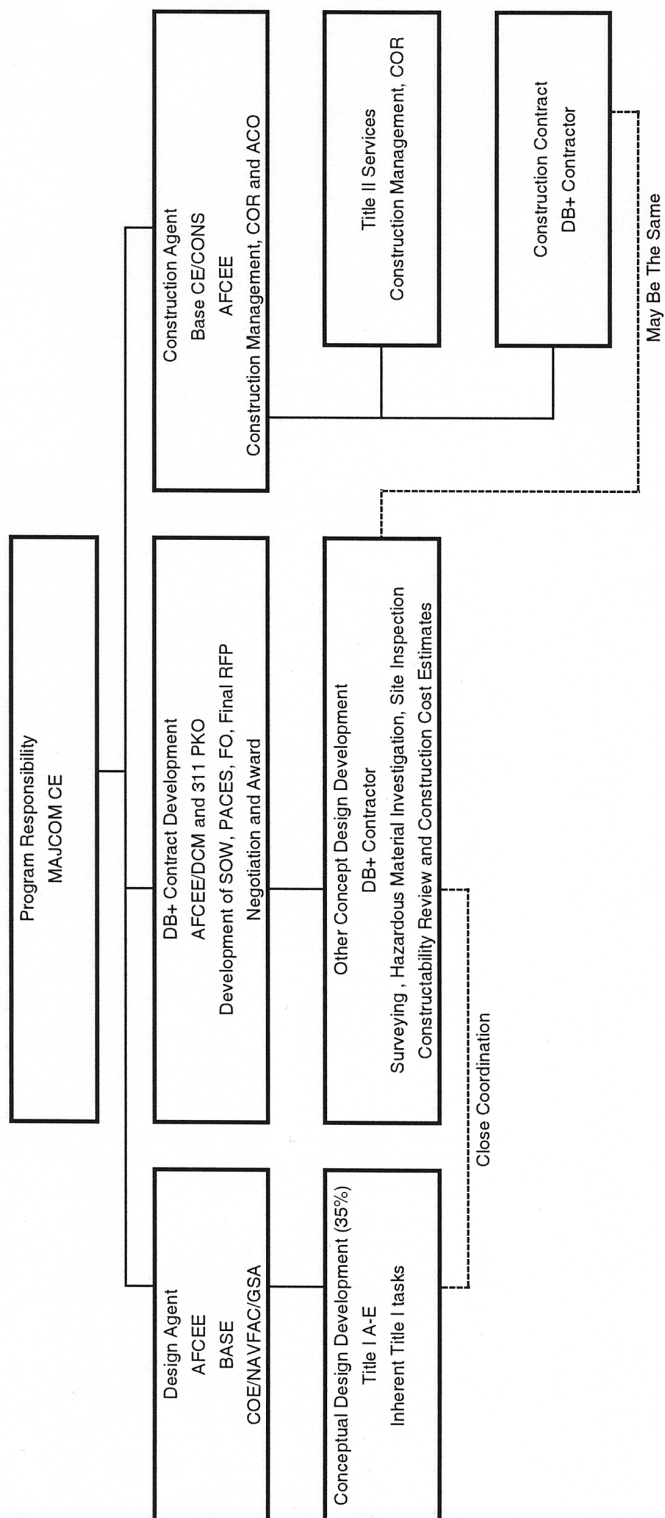 Program Responsibility
MAJCOM CE
Design Agent
AFCEE
BASE
COE/NAVFAC/GSA
DB+ Contract Development
AFCEE/DCM and 311 PKO
Development of SOW, PACES, FO, Final RFP
Negotiation and Award
Construction Agent
Base CE/CONS
AFCEE
Construction Management, COR and ACO
Conceptual Design Development (35%)
Title I A-E
Inherent Title I tasks
Other Concept Design Development
DB+ Contractor
Surveying , Hazardous Material Investigation, Site Inspection
Constructability Review and Construction Cost Estimates
Title II Services
Construction Management, COR
Close Coordination
Construction Contract
DB+ Contractor
May Be The Same